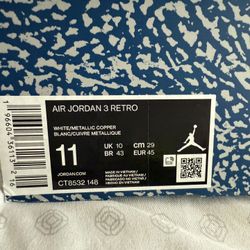 AIR JORDAN 3 RETRO
WHITE/METALLIC COPPER
BLANC/CUIVRE METALLIQUE
11
UK 10
cm 29
BR 43
EUR 45
JORDAN.COM
CT8532 148